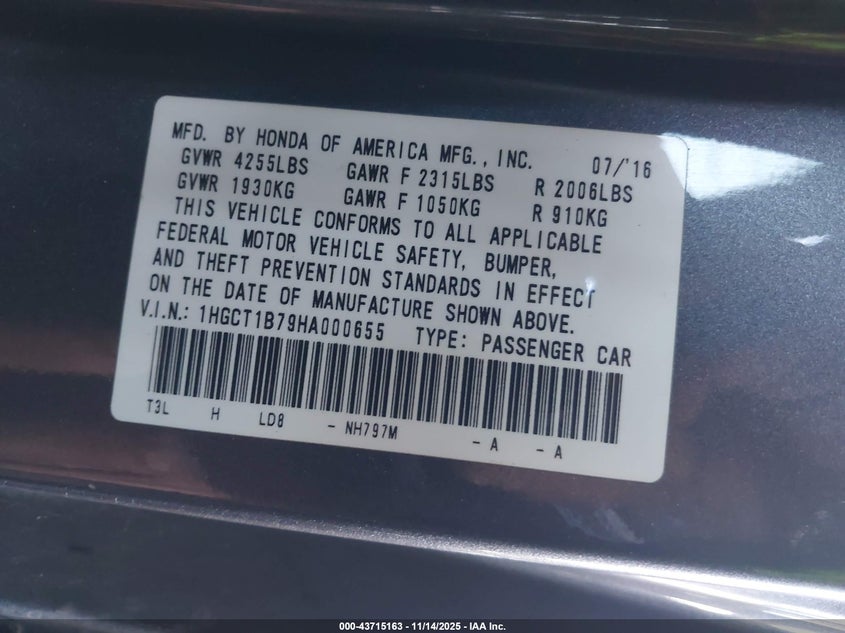 MFD. BY HONDA OF AMERICA MFG., INC. 07/'16
GVWR 4255LBS GAWR F 2315LBS R 2006LBS
GVWR 1930KG GAWR F 1050KG R 910KG
THIS VEHICLE CONFORMS TO ALL APPLICABLE
FEDERAL MOTOR VEHICLE SAFETY, BUMPER,
AND THEFT PREVENTION STANDARDS IN EFFECT
ON THE DATE OF MANUFACTURE SHOWN ABOVE.
V.I.N.: 1HGCT1B79HA000655 TYPE: PASSENGER CAR
T3L H LD8 - NH797M - A - A
000-43715163 - 11/14/2025 - IAA Inc.